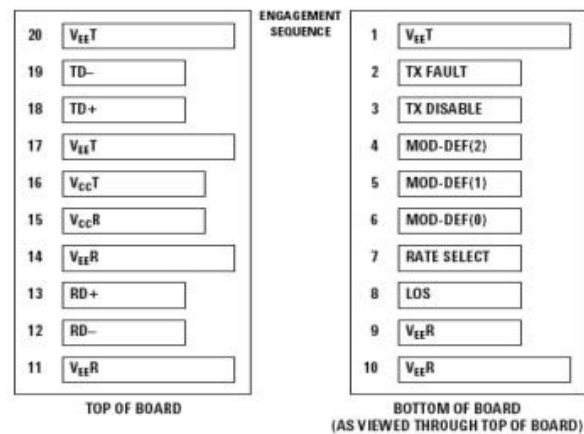 ENGAGEMENT
SEQUENCE
20 VEET
19 TD–
18 TD+
17 VEET
16 VCCT
15 VCCR
14 VEER
13 RD+
12 RD–
11 VEER
TOP OF BOARD
1 VEET
2 TX FAULT
3 TX DISABLE
4 MOD-DEF(2)
5 MOD-DEF(1)
6 MOD-DEF(0)
7 RATE SELECT
8 LOS
9 VEER
10 VEER
BOTTOM OF BOARD
(AS VIEWED THROUGH TOP OF BOARD)